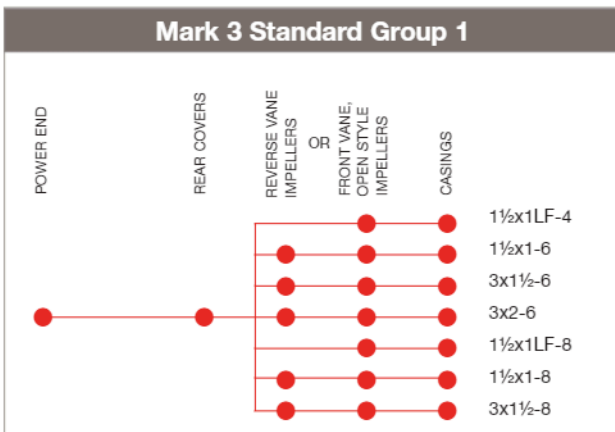 Mark 3 Standard Group 1
POWER END
REAR COVERS
REVERSE VANE
IMPELLERS
OR
FRONT VANE,
OPEN STYLE
IMPELLERS
CASINGS
1½x1LF-4
1½x1-6
3x1½-6
3x2-6
1½x1LF-8
1½x1-8
3x1½-8